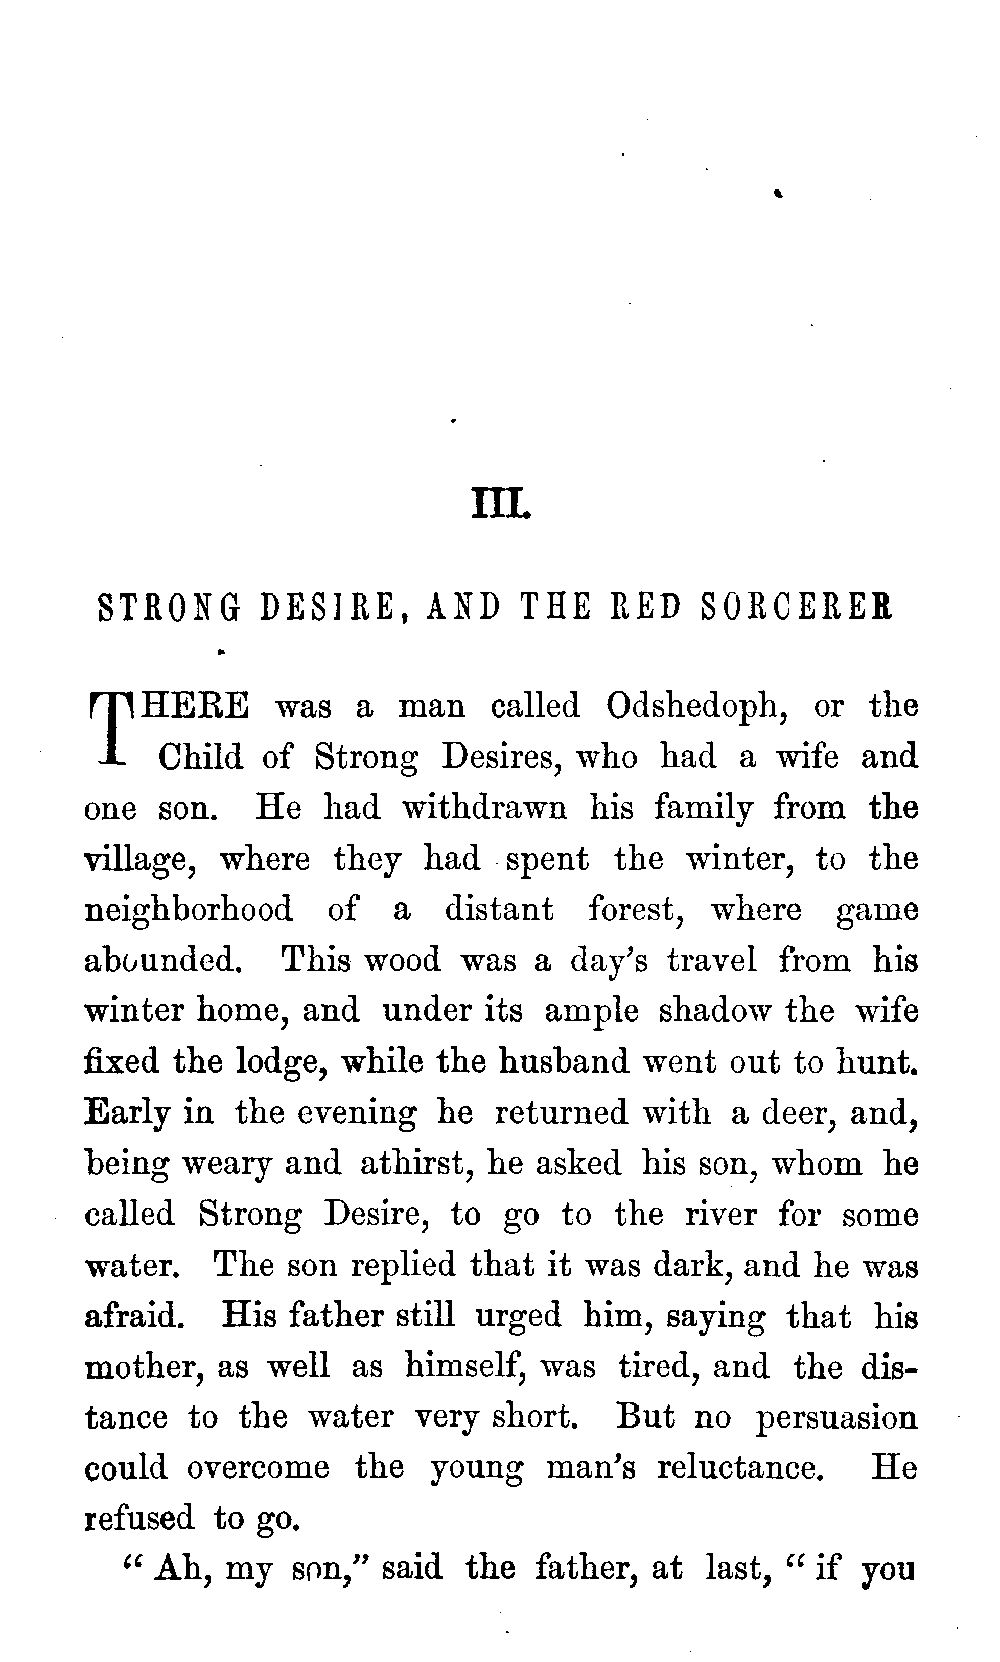 III.
STRONG DESIRE, AND THE RED SORCERER
THERE was a man called Odshedoph, or the
Child of Strong Desires, who had a wife and
one son. He had withdrawn his family from the
village, where they had spent the winter, to the
neighborhood of a distant forest, where game
abounded. This wood was a day's travel from his
winter home, and under its ample shadow the wife
fixed the lodge, while the husband went out to hunt.
Early in the evening he returned with a deer, and,
being weary and athirst, he asked his son, whom he
called Strong Desire, to go to the river for some
water. The son replied that it was dark, and he was
afraid. His father still urged him, saying that his
mother, as well as himself, was tired, and the dis-
tance to the water very short. But no persuasion
could overcome the young man's reluctance. He
refused to go.
“ Ah, my son,” said the father, at last, “ if you